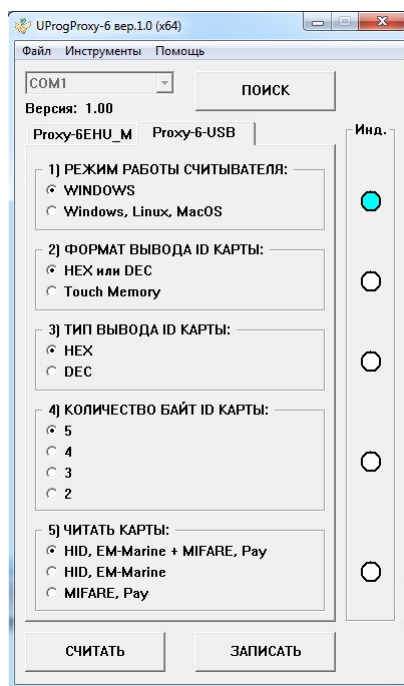 UProgProxy-6 вер.1.0 (x64)
Файл Инструменты Помощь
COM1
ПОИСК
Версия: 1.00
Proxy-6EHU_M Proxy-6-USB
Инд.
1) РЕЖИМ РАБОТЫ СЧИТЫВАТЕЛЯ:
WINDOWS
Windows, Linux, MacOS
2) ФОРМАТ ВЫВОДА ID КАРТЫ:
HEX или DEC
Touch Memory
3) ТИП ВЫВОДА ID КАРТЫ:
HEX
DEC
4) КОЛИЧЕСТВО БАЙТ ID КАРТЫ:
5
4
3
2
5) ЧИТАТЬ КАРТЫ:
HID, EM-Marine + MIFARE, Pay
HID, EM-Marine
MIFARE, Pay
СЧИТАТЬ ЗАПИСАТЬ